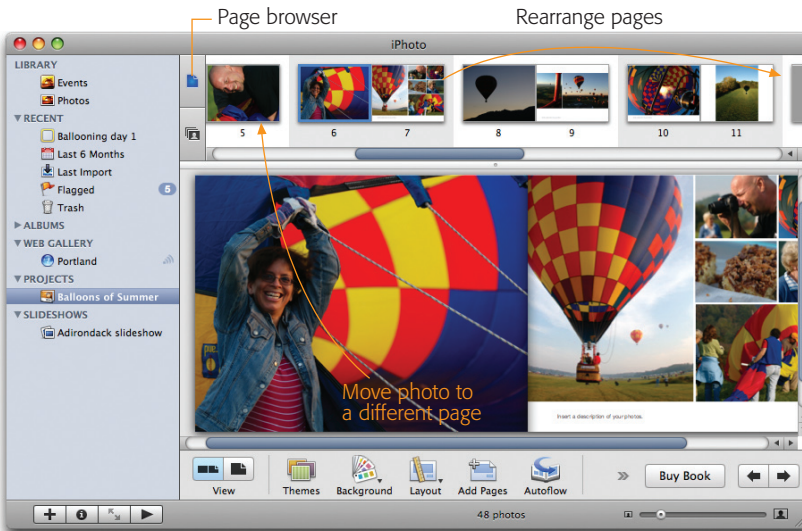 Page browser
Rearrange pages
iPhoto
LIBRARY
Events
Photos
RECENT
Ballooning day 1
Last 6 Months
Last Import
Flagged 5
Trash
ALBUMS
WEB GALLERY
Portland
PROJECTS
Balloons of Summer
SLIDESHOWS
Adirondack slideshow
5 6 7 8 9 10 11
Move photo to
a different page
Insert a description of your photos.
View Themes Background Layout Add Pages Autoflow Buy Book
48 photos